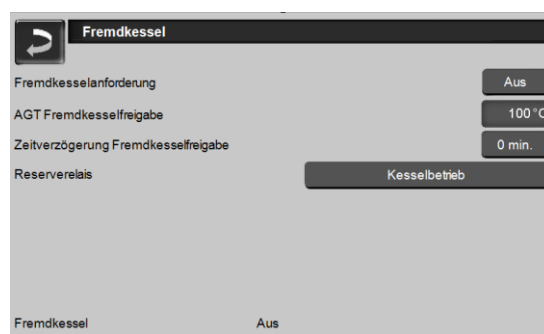 Fremdkessel
Fremdkesselanforderung Aus
AGT Fremdkesselfreigabe 100 °C
Zeitverzögerung Fremdkesselfreigabe 0 min.
Reserverelais Kesselbetrieb
Fremdkessel Aus